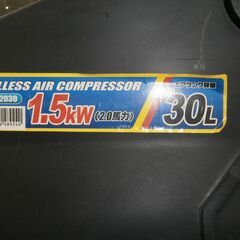 LLESS AIR COMPRESSOR
2030
1.5kW (2.0馬力)
30L